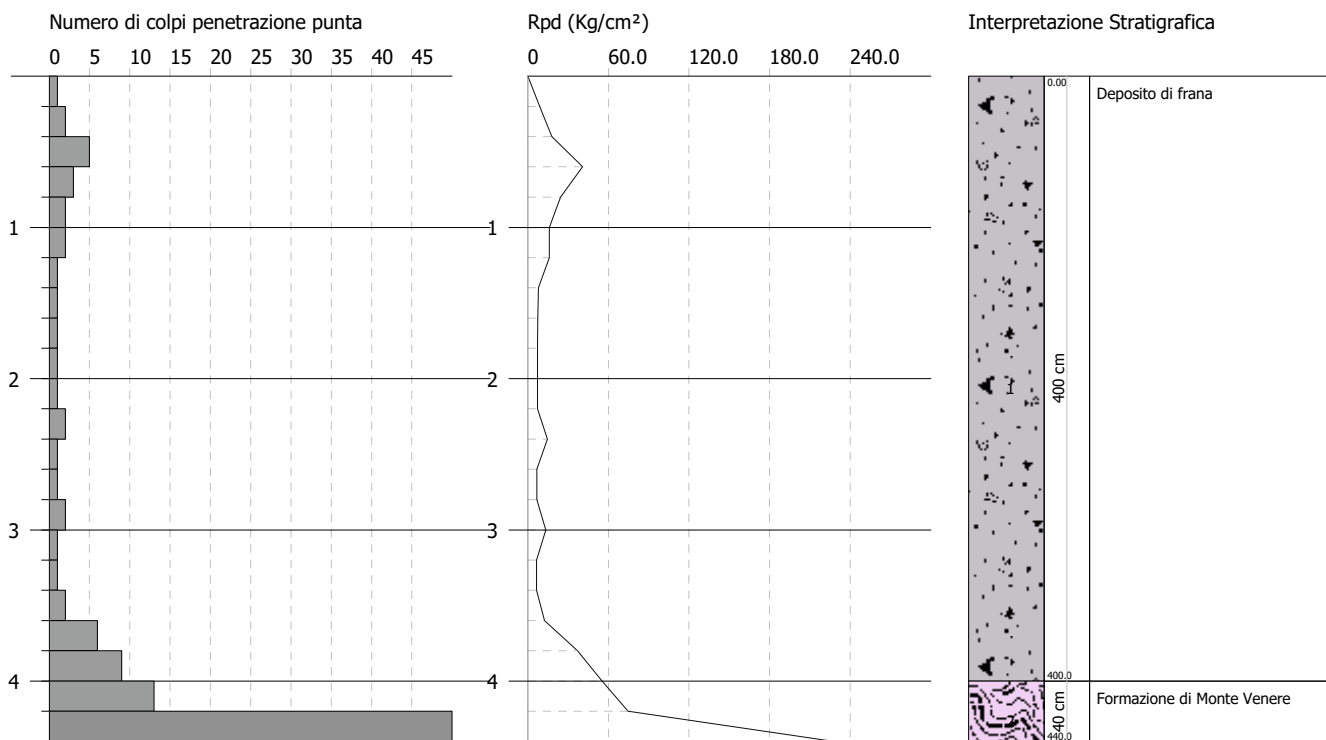 Numero di colpi penetrazione punta
Rpd (Kg/cm²)
Interpretazione Stratigrafica
0 5 10 15 20 25 30 35 40 45
0 60.0 120.0 180.0 240.0
0.00
Deposito di frana
1 1
2 2
1
400 cm
3 3
4 4
400.0
Formazione di Monte Venere
2
40 cm
440.0